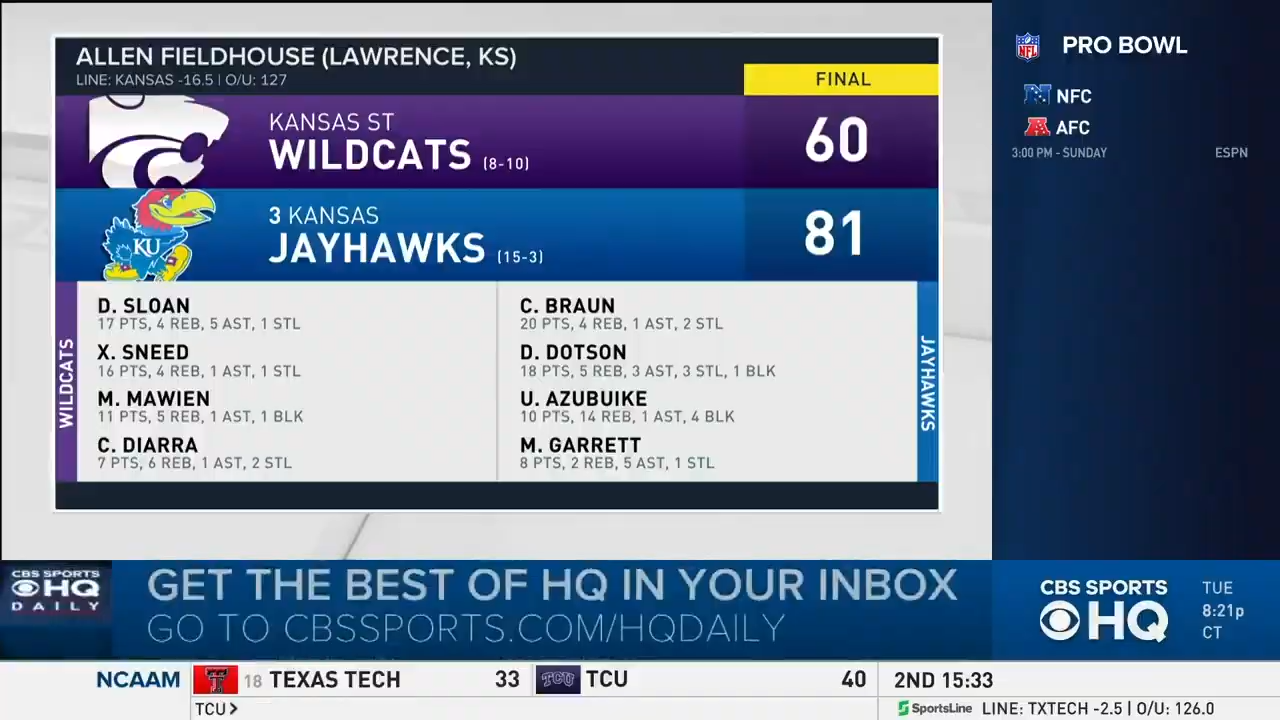 ALLEN FIELDHOUSE (LAWRENCE, KS)
LINE: KANSAS -16.5 | O/U: 127
FINAL
KANSAS ST
WILDCATS (8-10)
60
KU
3 KANSAS
JAYHAWKS (15-3)
81
WILDCATS
D. SLOAN
17 PTS, 4 REB, 5 AST, 1 STL
X. SNEED
16 PTS, 4 REB, 1 AST, 1 STL
M. MAWIEN
11 PTS, 5 REB, 1 AST, 1 BLK
C. DIARRA
7 PTS, 6 REB, 1 AST, 2 STL
C. BRAUN
20 PTS, 4 REB, 1 AST, 2 STL
D. DOTSON
18 PTS, 5 REB, 3 AST, 3 STL, 1 BLK
U. AZUBUIKE
10 PTS, 14 REB, 1 AST, 4 BLK
M. GARRETT
8 PTS, 2 REB, 5 AST, 1 STL
JAYHAWKS
NFL PRO BOWL
N NFC
A AFC
3:00 PM - SUNDAY ESPN
CBS SPORTS
HQ
DAILY
GET THE BEST OF HQ IN YOUR INBOX
GO TO CBSSPORTS.COM/HQDAILY
CBS SPORTS
HQ
TUE
8:21p
CT
NCAAM
T 18 TEXAS TECH 33
TCU TCU 40
2ND 15:33
TCU >
SportsLine LINE: TXTECH -2.5 | O/U: 126.0